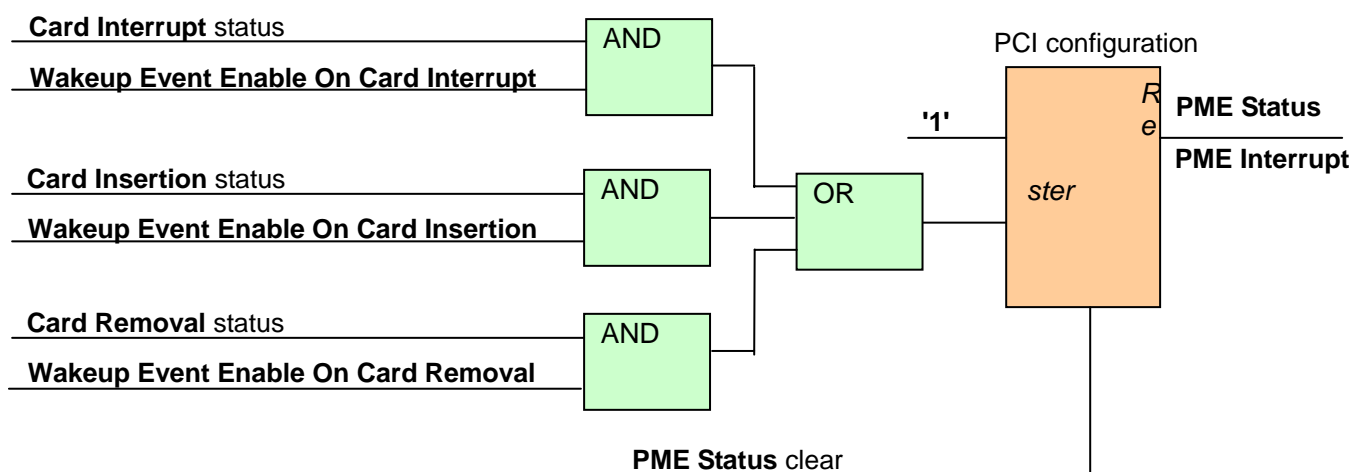 Card Interrupt status
AND
Wakeup Event Enable On Card Interrupt
PCI configuration
R
e
'1'
PME Status
PME Interrupt
Card Insertion status
AND
Wakeup Event Enable On Card Insertion
OR
ster
Card Removal status
AND
Wakeup Event Enable On Card Removal
PME Status clear